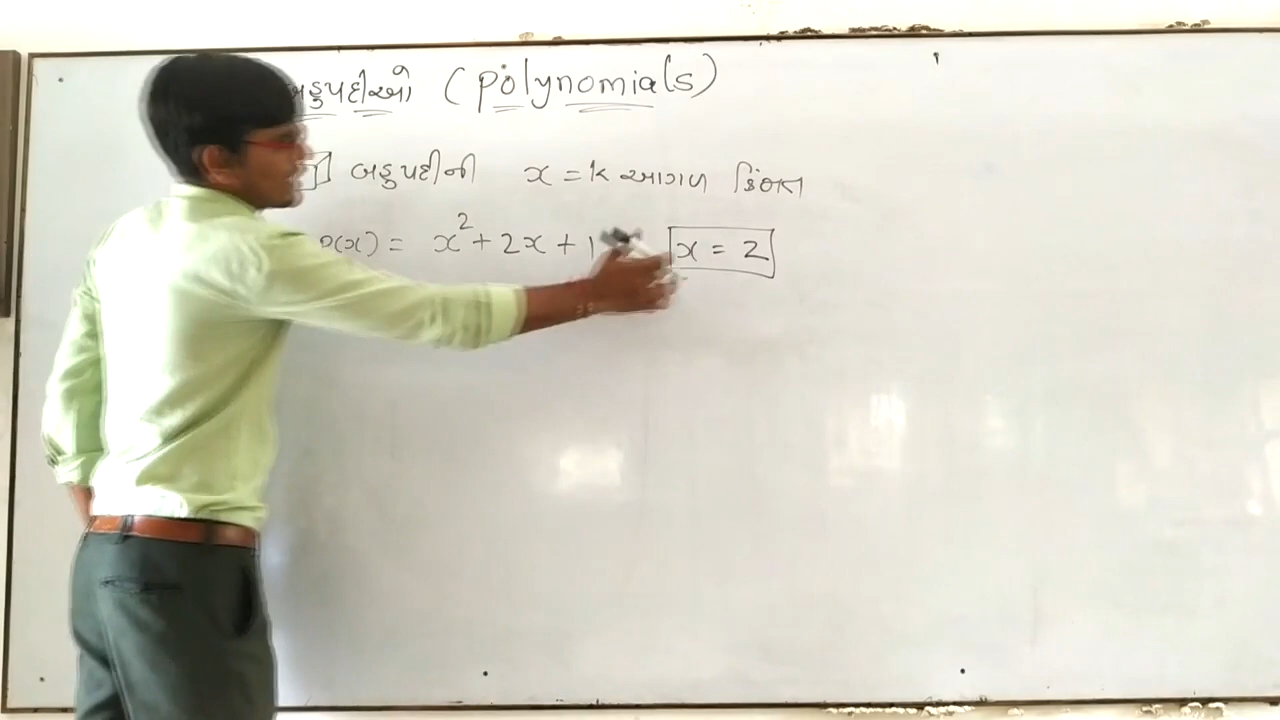 બહુપદીઓ (Polynomials)
બહુપદીની x = k આગળ કિંમત
P(x) = x² + 2x + 1 x = 2